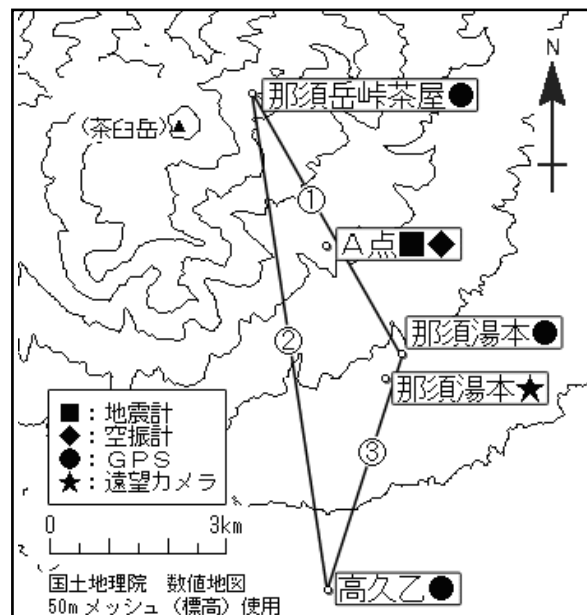 那須岳峠茶屋●
N
(茶臼岳)▲
①
A点■◆
②
那須湯本●
那須湯本★
■：地震計
◆：空振計
●：GPS
★：遠望カメラ
③
0 3km
国土地理院 数値地図
50mメッシュ（標高）使用
高久乙●